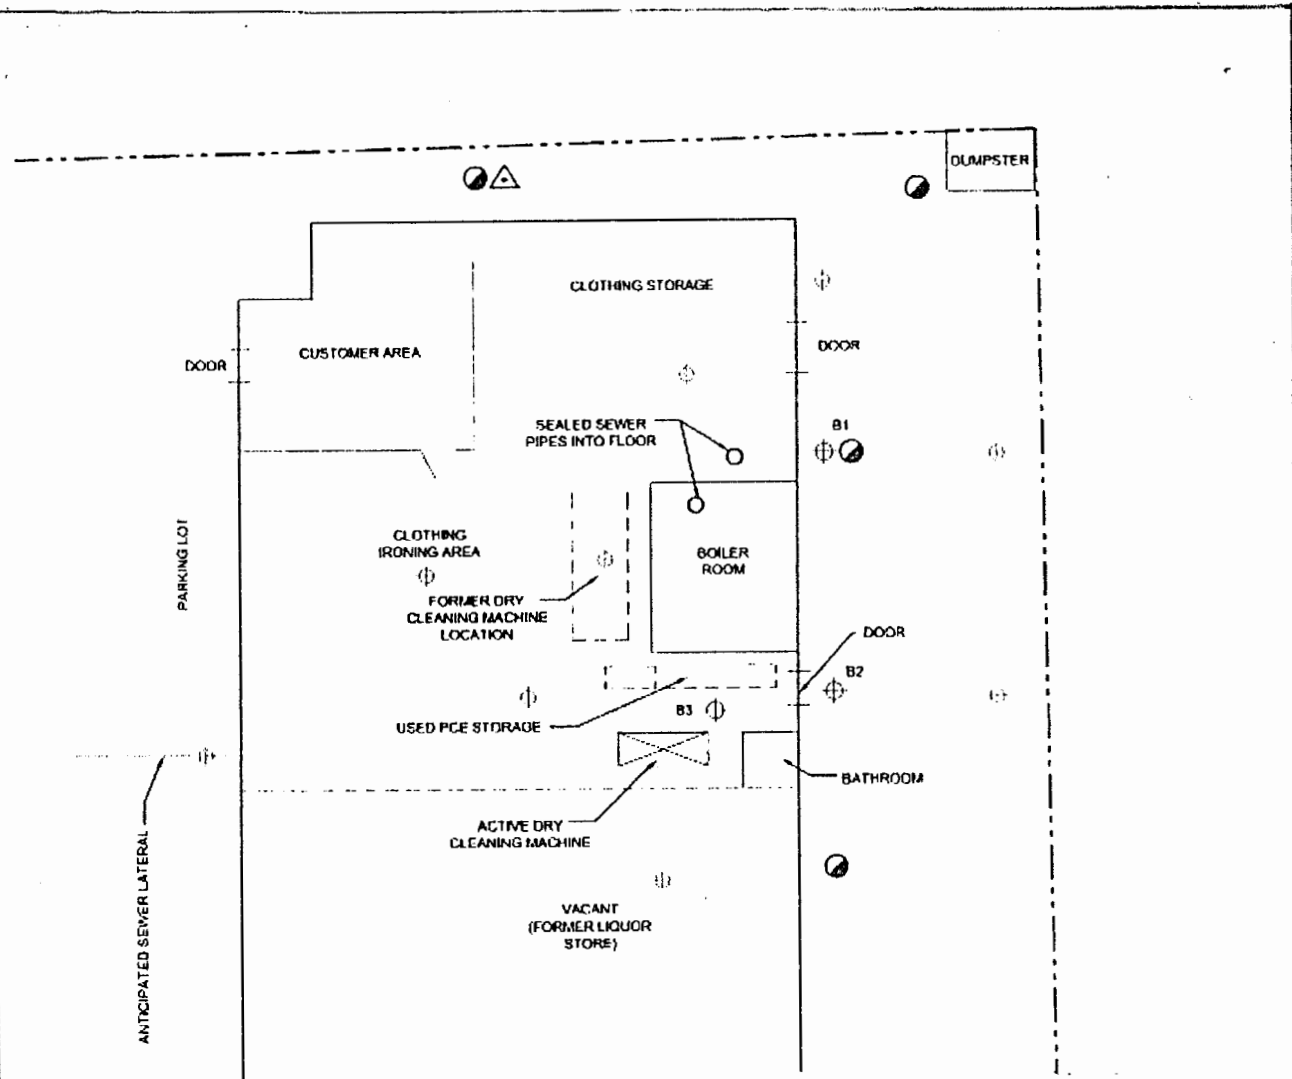 DUMPSTER
CLOTHING STORAGE
CUSTOMER AREA
DOOR
DOOR
SEALED SEWER
PIPES INTO FLOOR
B1
PARKING LOT
CLOTHING
IRONING AREA
BOILER
ROOM
FORMER DRY
CLEANING MACHINE
LOCATION
DOOR
B2
B3
USED PCE STORAGE
BATHROOM
ACTIVE DRY
CLEANING MACHINE
ANTICIPATED SEWER LATERAL
VACANT
(FORMER LIQUOR
STORE)